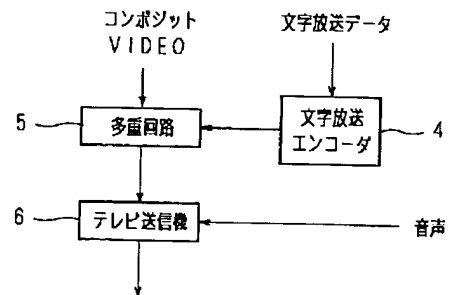 コンポジット
VIDEO
文字放送データ
5
多重回路
文字放送
エンコーダ
4
6
テレビ送信機
音声